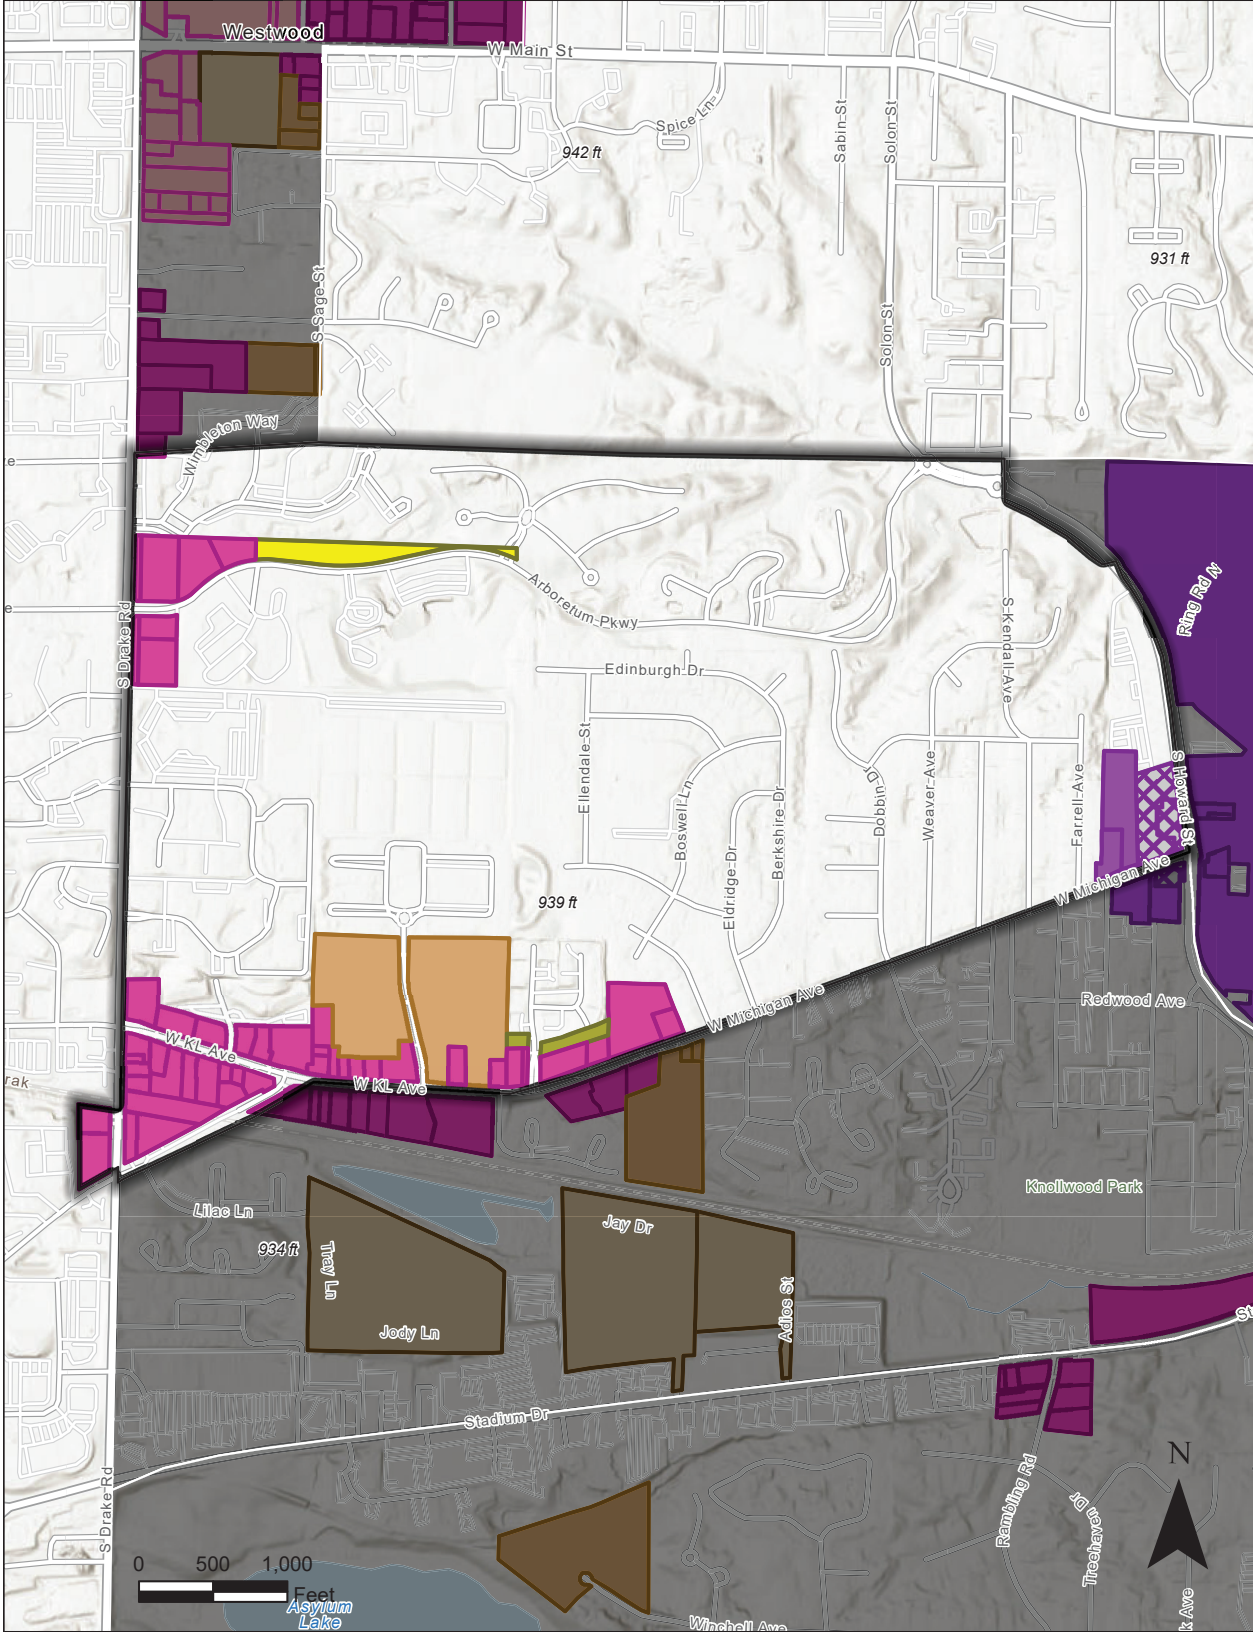 Westwood
W Main St
Spice Ln
942 ft
Sabin St
Solon St
931 ft
S Sage St
Solon St
Wimbleton Way
e
Ring Rd N
Arboretum Pkwy
e
S Drake Rd
S Kendall Ave
Edinburgh Dr
Ellendale St
Boswell Ln
Berkshire Dr
Eldridge Dr
Dobbin Dr
Weaver Ave
Farrell Ave
S Howard St
W Michigan Ave
939 ft
W Michigan Ave
Redwood Ave
W KL Ave
rak
W KL Ave
Knollwood Park
Lilac Ln
Jay Dr
934 ft
Tray Ln
Adios St
Jody Ln
St
Stadium Dr
S Drake Rd
Rambling Rd
Treehaven Dr
N
0 500 1,000
Feet
Asylum
Lake
Winchell Ave
k Ave